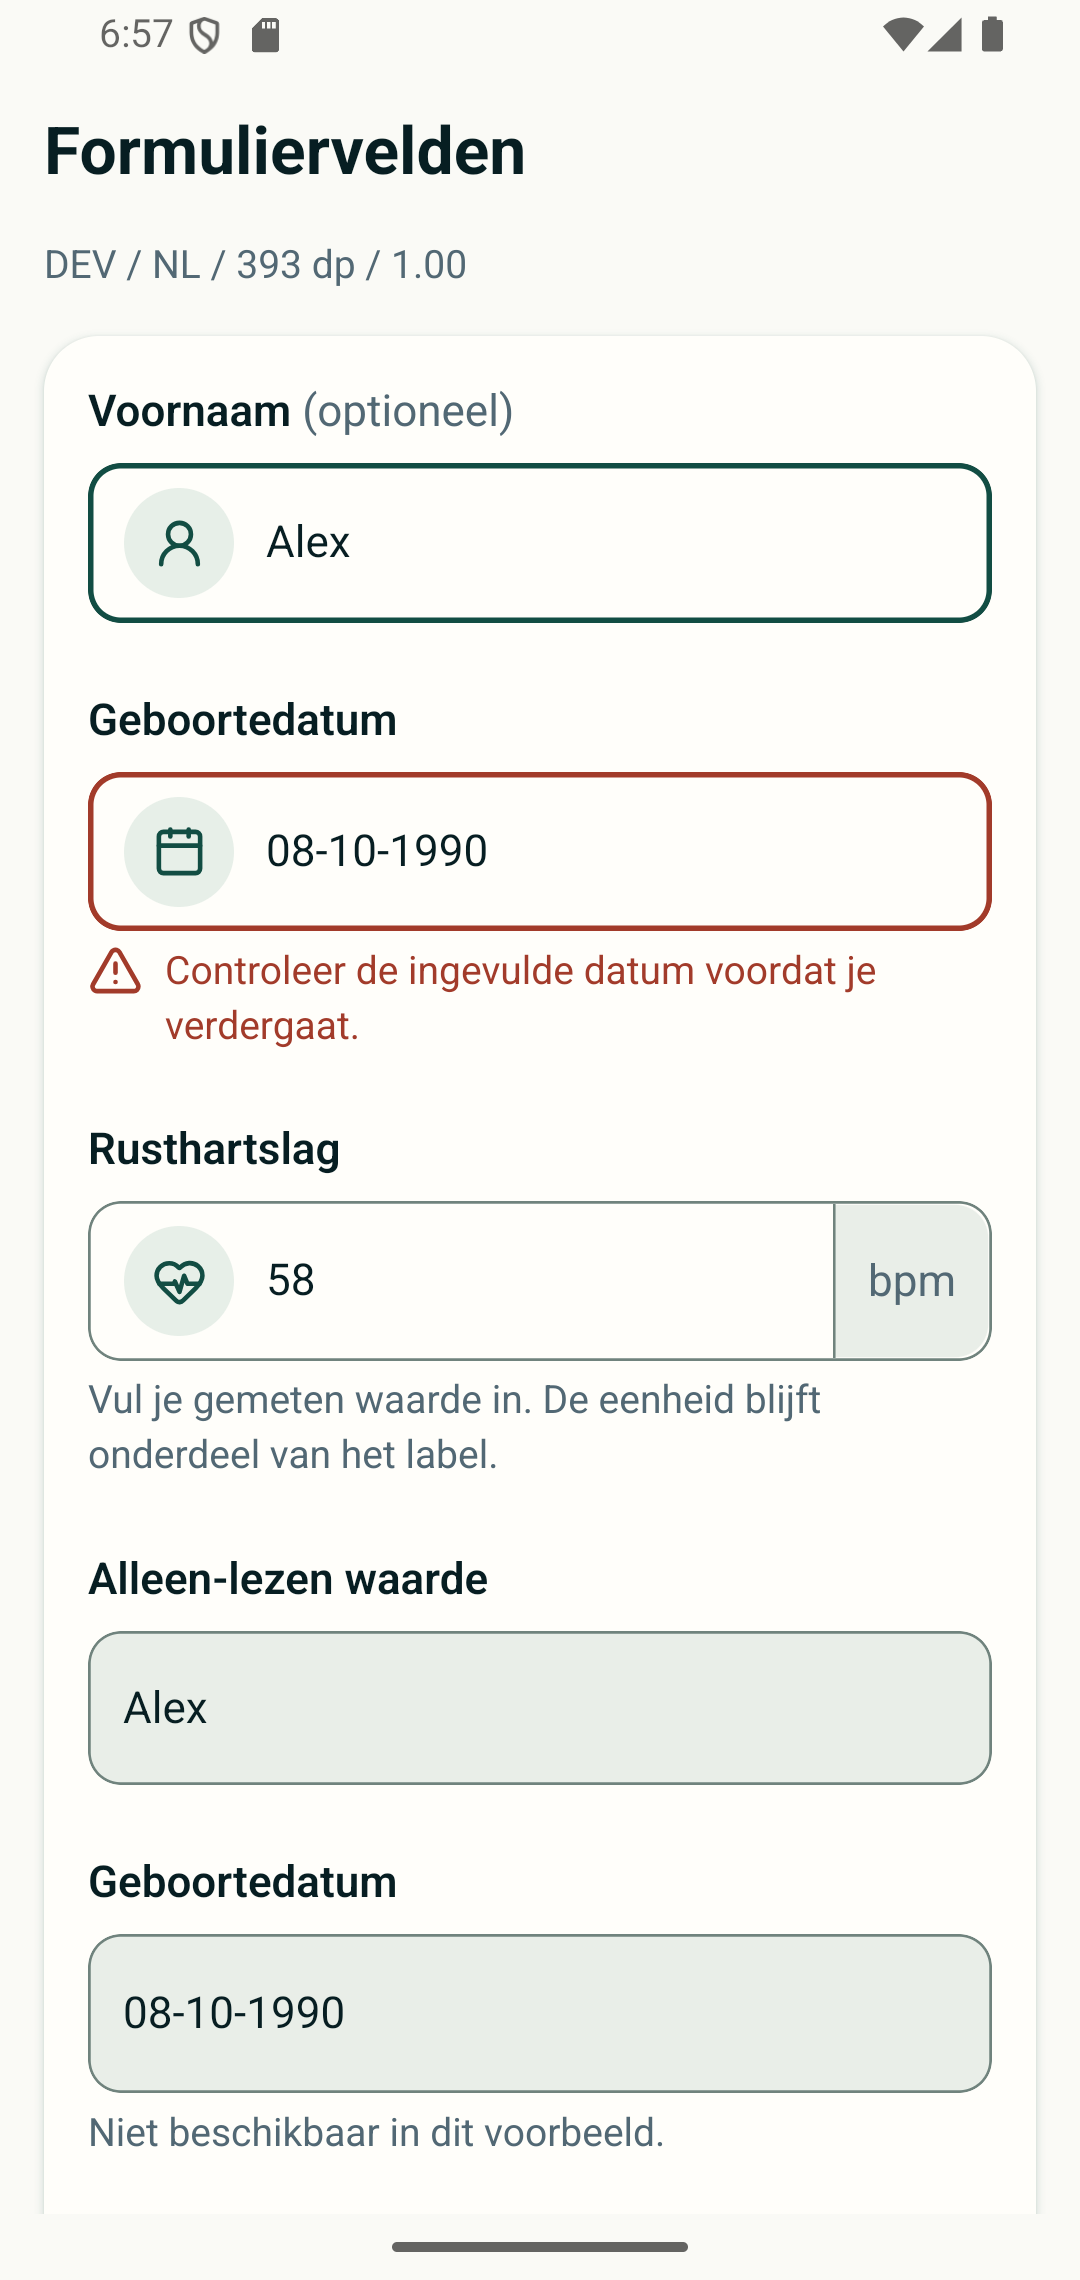 6:57
Formuliervelden
DEV / NL / 393 dp / 1.00
Voornaam (optioneel)
Alex
Geboortedatum
08-10-1990
Controleer de ingevulde datum voordat je
verdergaat.
Rusthartslag
58
bpm
Vul je gemeten waarde in. De eenheid blijft
onderdeel van het label.
Alleen-lezen waarde
Alex
Geboortedatum
08-10-1990
Niet beschikbaar in dit voorbeeld.